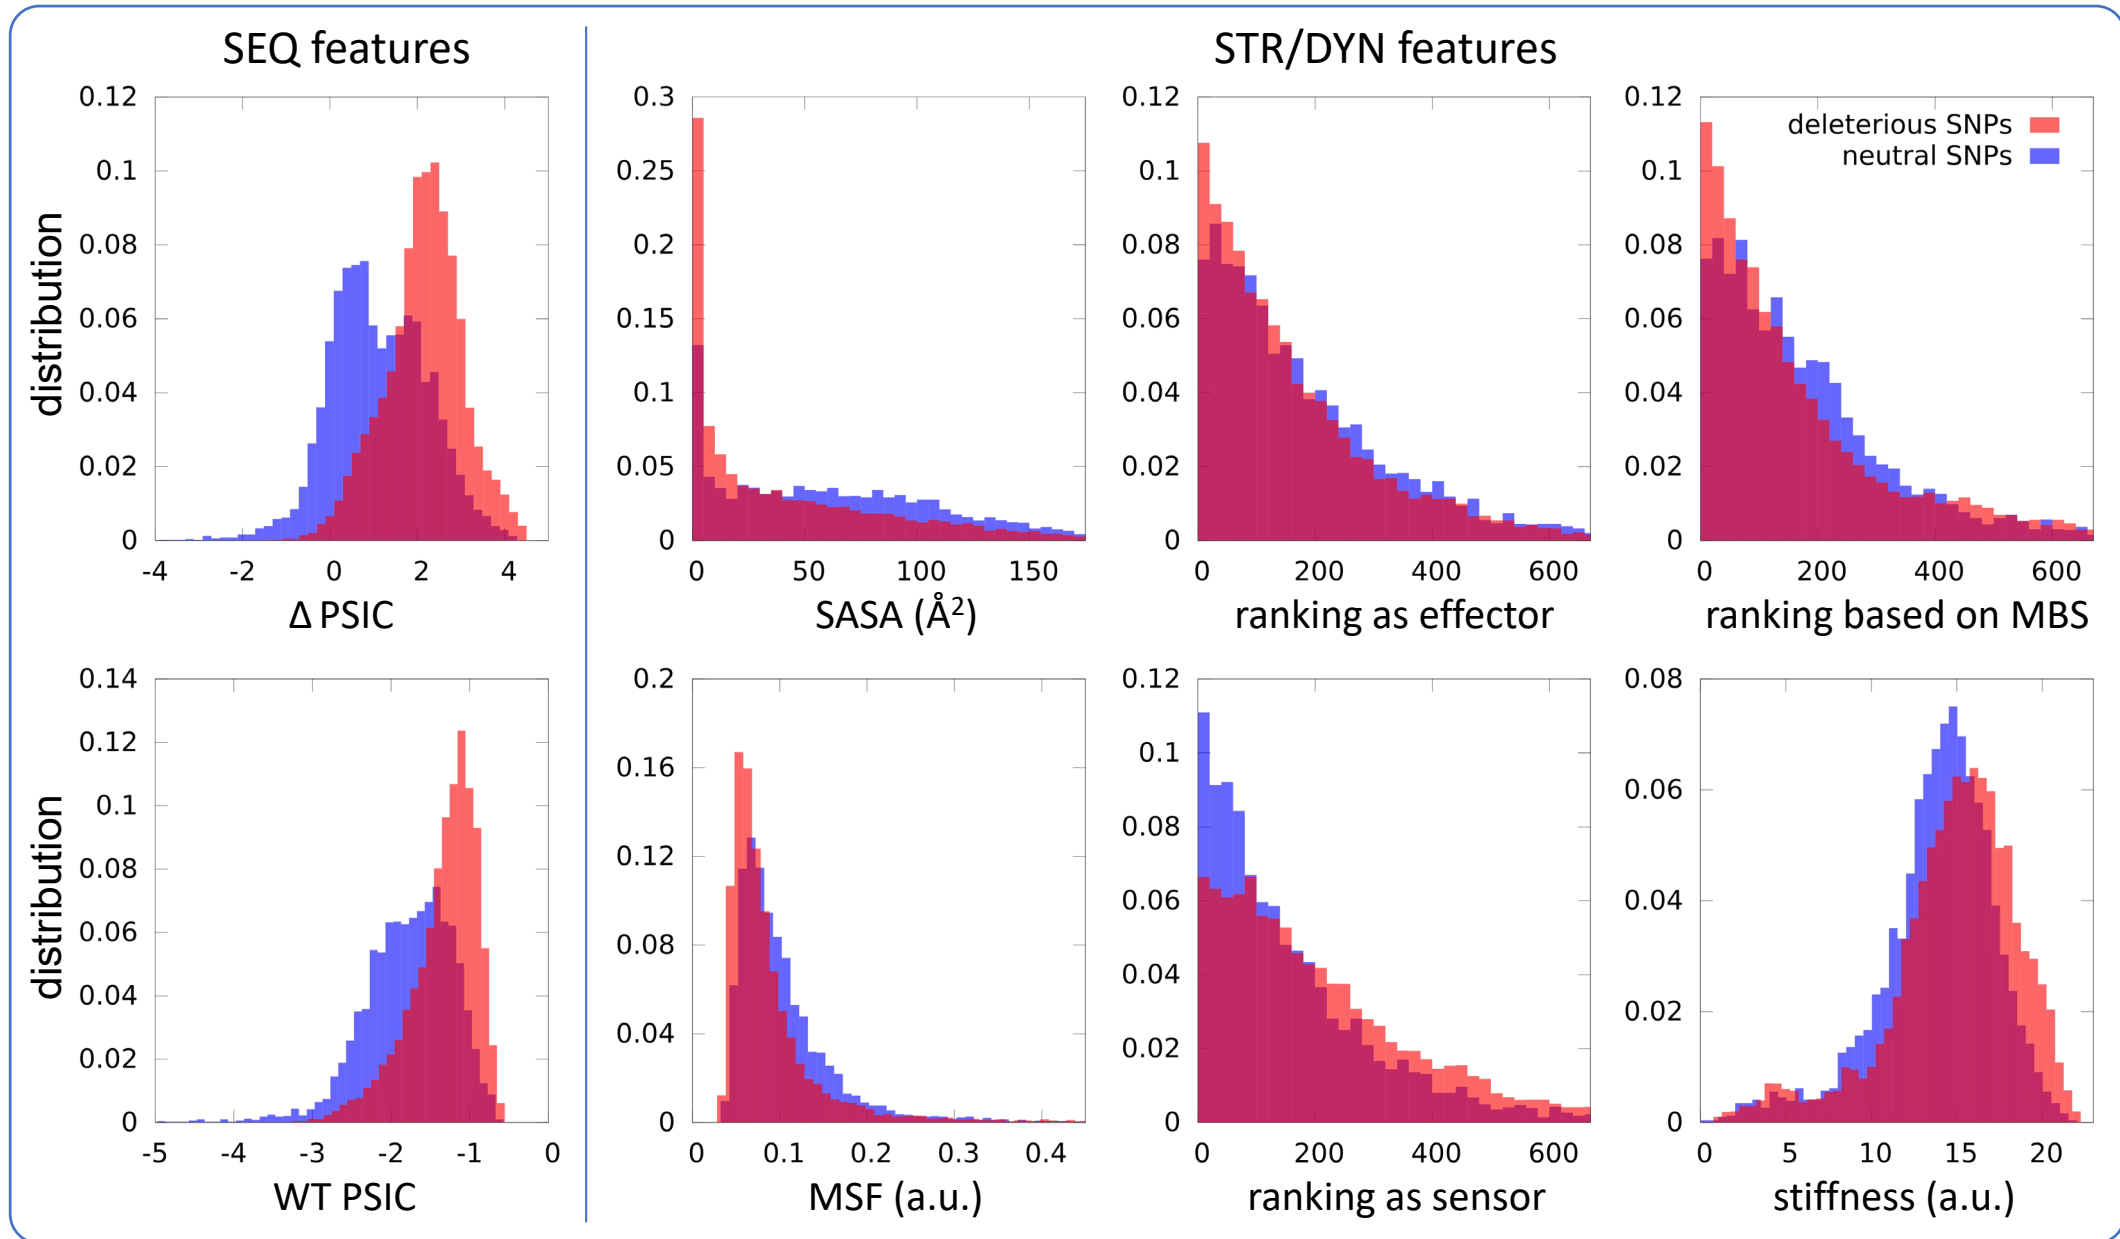 SEQ features
STR/DYN features
0.12
0.1
0.08
0.06
0.04
0.02
0
-4 -2 0 2 4
distribution
Δ PSIC
0.3
0.25
0.2
0.15
0.1
0.05
0
0 50 100 150
SASA (Å²)
0.12
0.1
0.08
0.06
0.04
0.02
0
0 200 400 600
ranking as effector
0.12
0.1
0.08
0.06
0.04
0.02
0
deleterious SNPs
neutral SNPs
0 200 400 600
ranking based on MBS
0.14
0.12
0.1
0.08
0.06
0.04
0.02
0
-5 -4 -3 -2 -1 0
distribution
WT PSIC
0.2
0.16
0.12
0.08
0.04
0
0 0.1 0.2 0.3 0.4
MSF (a.u.)
0.12
0.1
0.08
0.06
0.04
0.02
0
0 200 400 600
ranking as sensor
0.08
0.06
0.04
0.02
0
0 5 10 15 20
stiffness (a.u.)